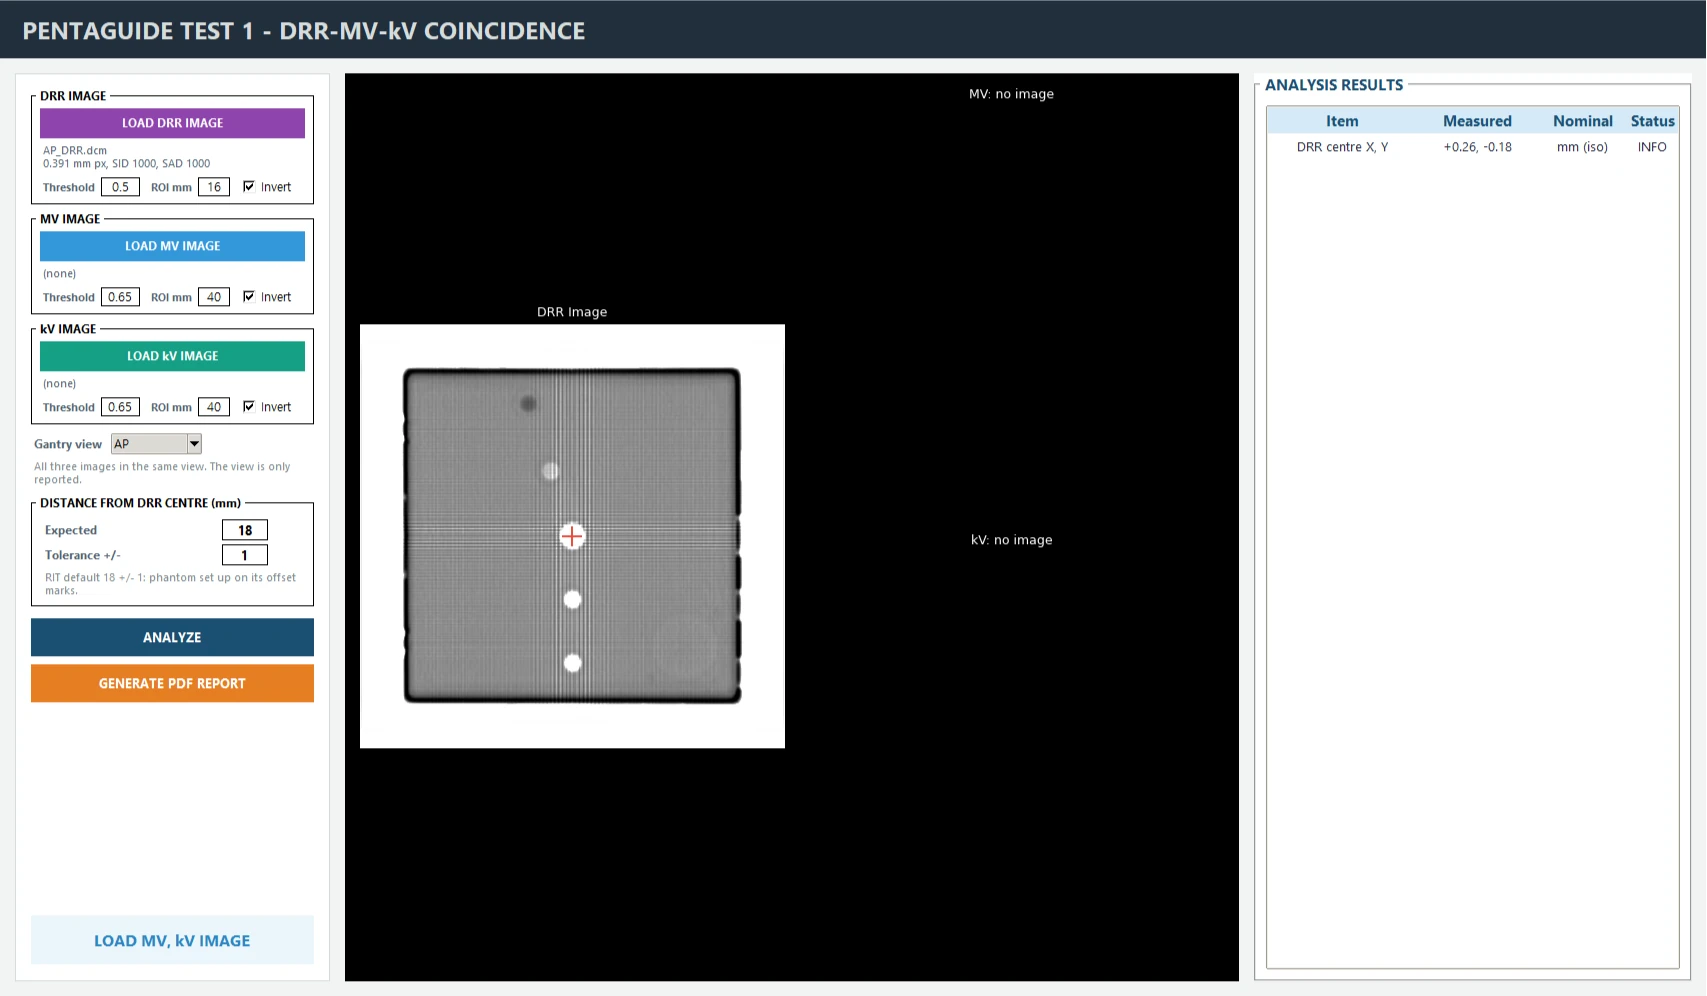 PENTAGUIDE TEST 1 - DRR-MV-kV COINCIDENCE
DRR IMAGE
LOAD DRR IMAGE
AP_DRR.dcm
0.391 mm px, SID 1000, SAD 1000
Threshold 0.5 ROI mm 16 Invert
MV IMAGE
LOAD MV IMAGE
(none)
Threshold 0.65 ROI mm 40 Invert
kV IMAGE
LOAD kV IMAGE
(none)
Threshold 0.65 ROI mm 40 Invert
Gantry view AP
All three images in the same view. The view is only
reported.
DISTANCE FROM DRR CENTRE (mm)
Expected 18
Tolerance +/- 1
RIT default 18 +/- 1: phantom set up on its offset
marks.
ANALYZE
GENERATE PDF REPORT
LOAD MV, kV IMAGE
MV: no image
DRR Image
kV: no image
ANALYSIS RESULTS
Item Measured Nominal Status
DRR centre X, Y +0.26, -0.18 mm (iso) INFO